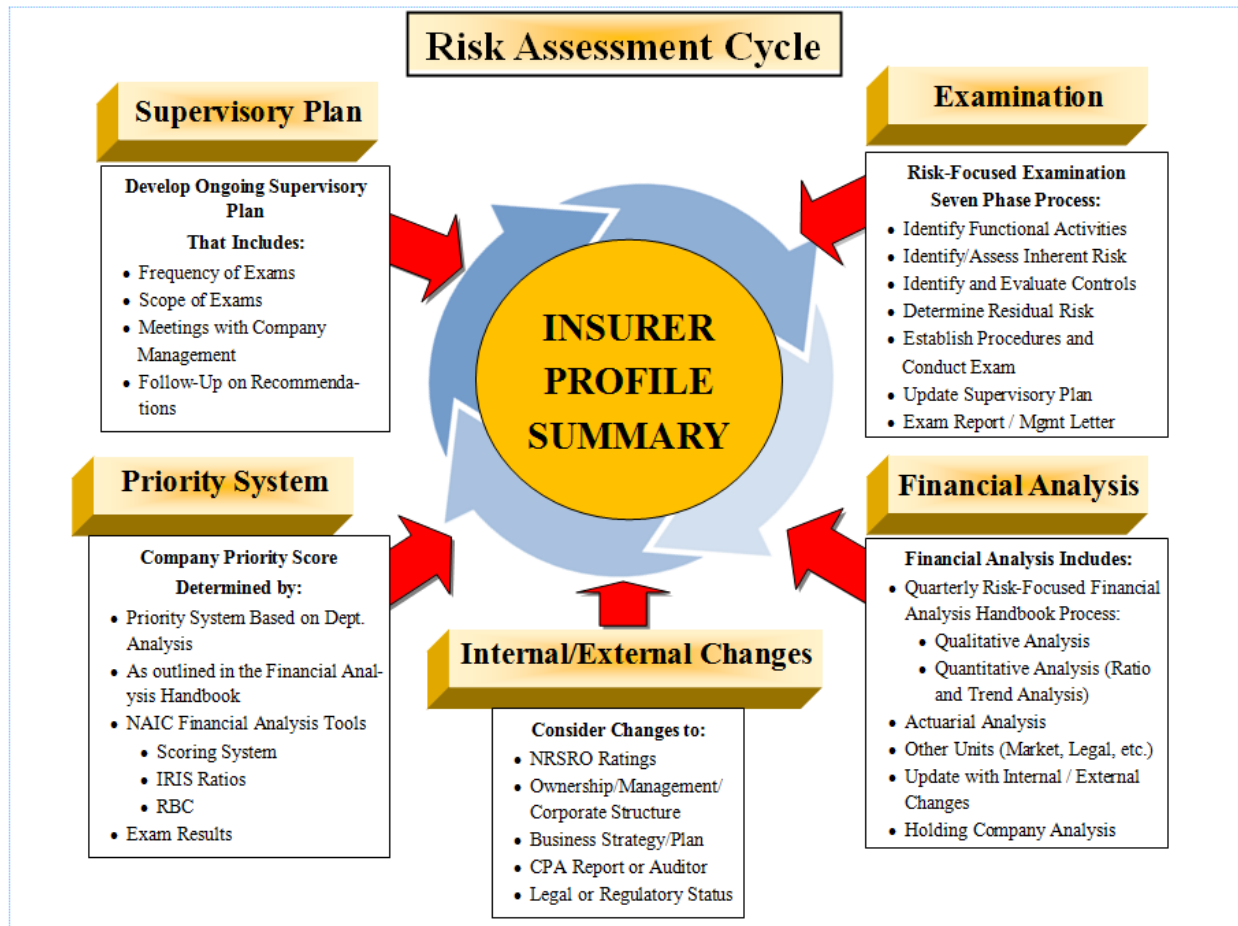 Risk Assessment Cycle
Supervisory Plan
Develop Ongoing Supervisory
Plan
That Includes:
• Frequency of Exams
• Scope of Exams
• Meetings with Company
Management
• Follow-Up on Recommenda-
tions
Examination
Risk-Focused Examination
Seven Phase Process:
• Identify Functional Activities
• Identify/Assess Inherent Risk
• Identify and Evaluate Controls
• Determine Residual Risk
• Establish Procedures and
Conduct Exam
• Update Supervisory Plan
• Exam Report / Mgmt Letter
INSURER
PROFILE
SUMMARY
Priority System
Company Priority Score
Determined by:
• Priority System Based on Dept.
Analysis
• As outlined in the Financial Anal-
ysis Handbook
• NAIC Financial Analysis Tools
• Scoring System
• IRIS Ratios
• RBC
• Exam Results
Internal/External Changes
Consider Changes to:
• NRSRO Ratings
• Ownership/Management/
Corporate Structure
• Business Strategy/Plan
• CPA Report or Auditor
• Legal or Regulatory Status
Financial Analysis
Financial Analysis Includes:
• Quarterly Risk-Focused Financial
Analysis Handbook Process:
• Qualitative Analysis
• Quantitative Analysis (Ratio
and Trend Analysis)
• Actuarial Analysis
• Other Units (Market, Legal, etc.)
• Update with Internal / External
Changes
• Holding Company Analysis